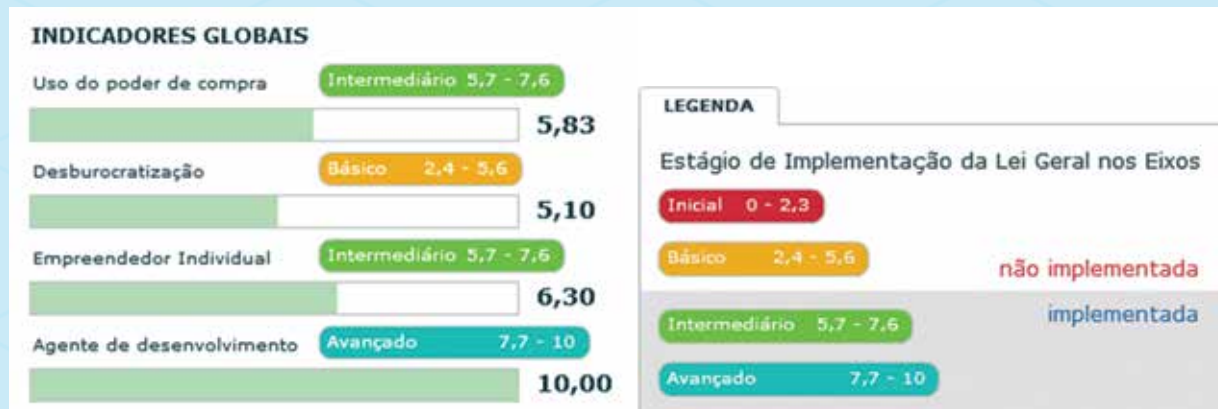 INDICADORES GLOBAIS
Uso do poder de compra
Intermediário 5,7 - 7,6
5,83
Desburocratização
Básico 2,4 - 5,6
5,10
Empreendedor Individual
Intermediário 5,7 - 7,6
6,30
Agente de desenvolvimento
Avançado 7,7 - 10
10,00
LEGENDA
Estágio de Implementação da Lei Geral nos Eixos
Inicial 0 - 2,3
Básico 2,4 - 5,6
não implementada
implementada
Intermediário 5,7 - 7,6
Avançado 7,7 - 10